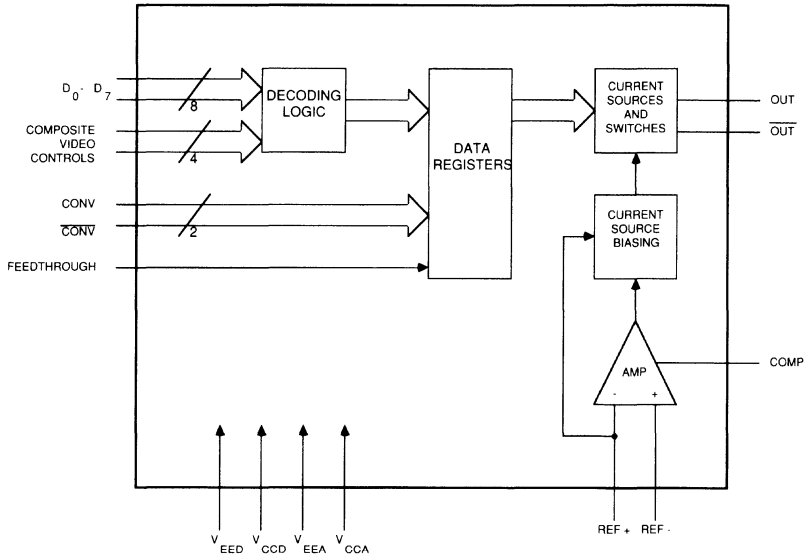 D0 - D7
8
COMPOSITE
VIDEO
CONTROLS
4
DECODING
LOGIC
CONV
CONV
2
FEEDTHROUGH
DATA
REGISTERS
CURRENT
SOURCES
AND
SWITCHES
OUT
OUT
CURRENT
SOURCE
BIASING
AMP
- +
COMP
REF + REF -
VEED VCCD VEEA VCCA